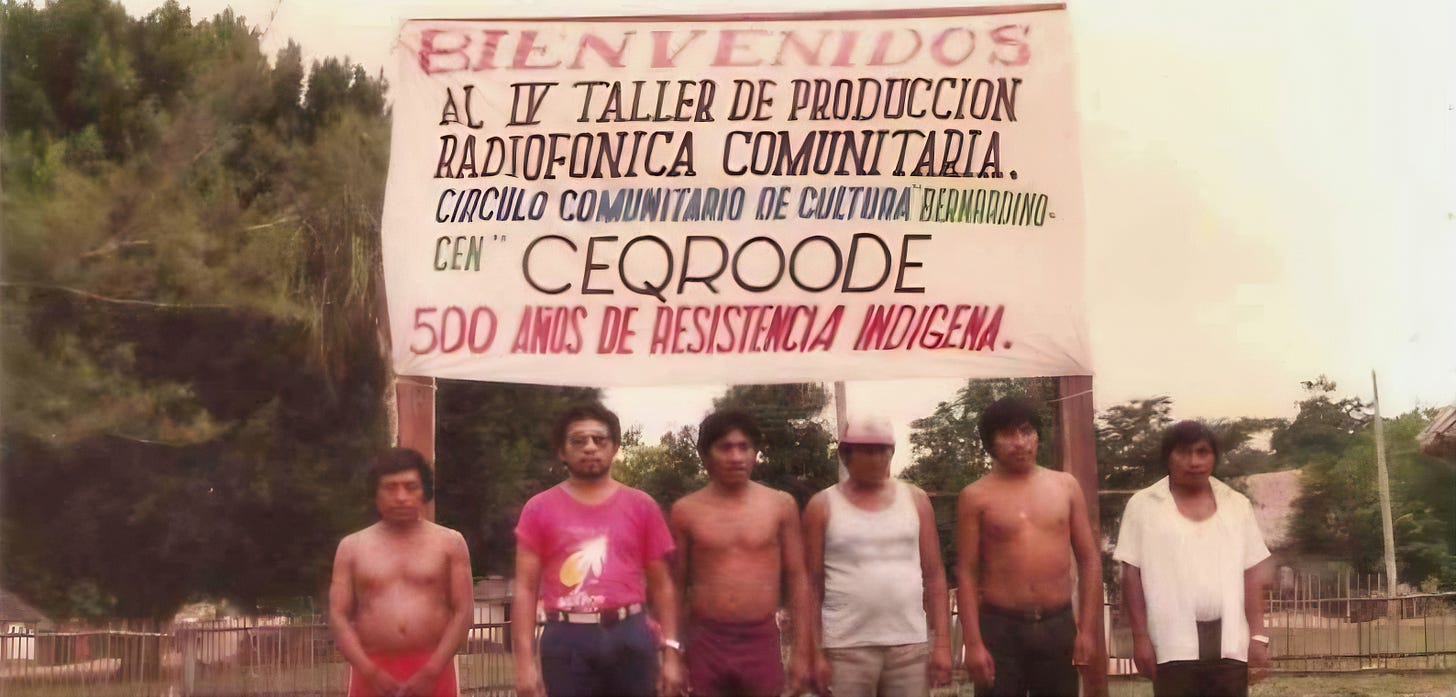 BIENVENIDOS
AL IV TALLER DE PRODUCCION
RADIOFONICA COMUNITARIA.
CIRCULO COMUNITARIO DE CULTURA "BERNARDINO-
CEN" CEQROODE
500 AÑOS DE RESISTENCIA INDIGENA.